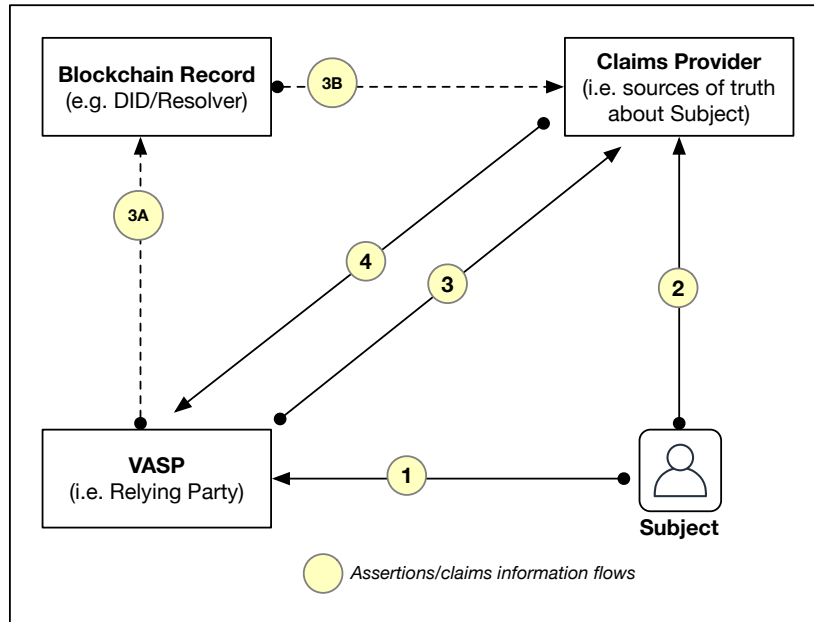 Blockchain Record
(e.g. DID/Resolver)
3B
Claims Provider
(i.e. sources of truth
about Subject)
3A
4
3
2
VASP
(i.e. Relying Party)
1
Subject
Assertions/claims information flows